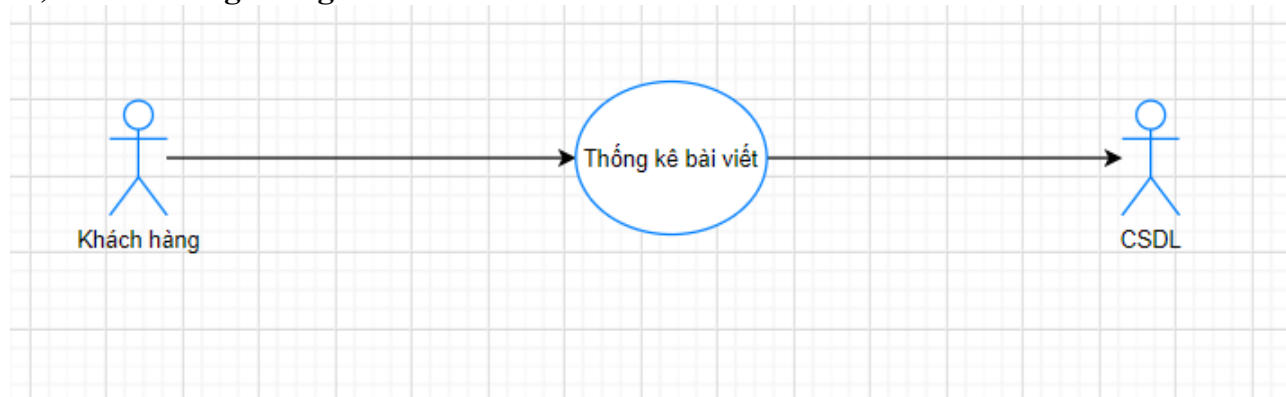 Thống kê bài viết
Khách hàng
CSDL